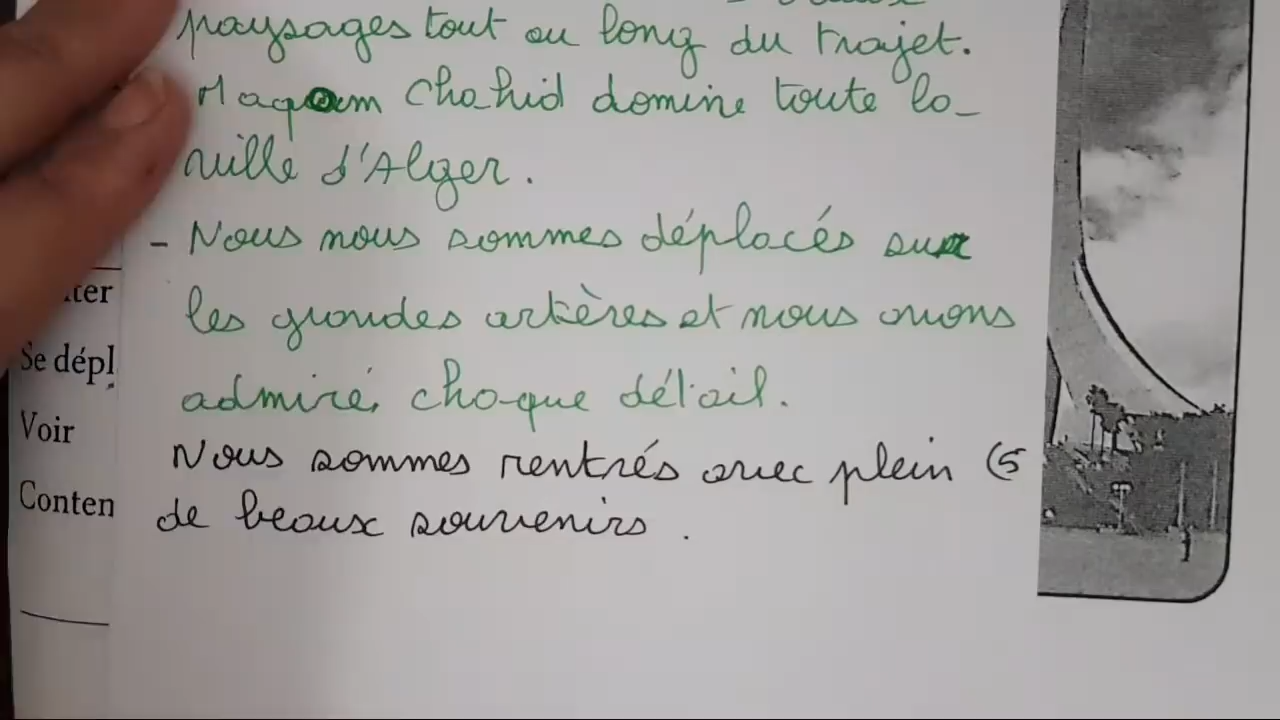 paysages tout au long du trajet.
Maqam Chahid domine toute la
ville d'Alger.
- Nous nous sommes déplacés sur
les grandes artères et nous avons
admiré chaque détail.
Nous sommes rentrés avec plein (5
de beaux souvenirs.
ter
Se dépl
Voir
Conten